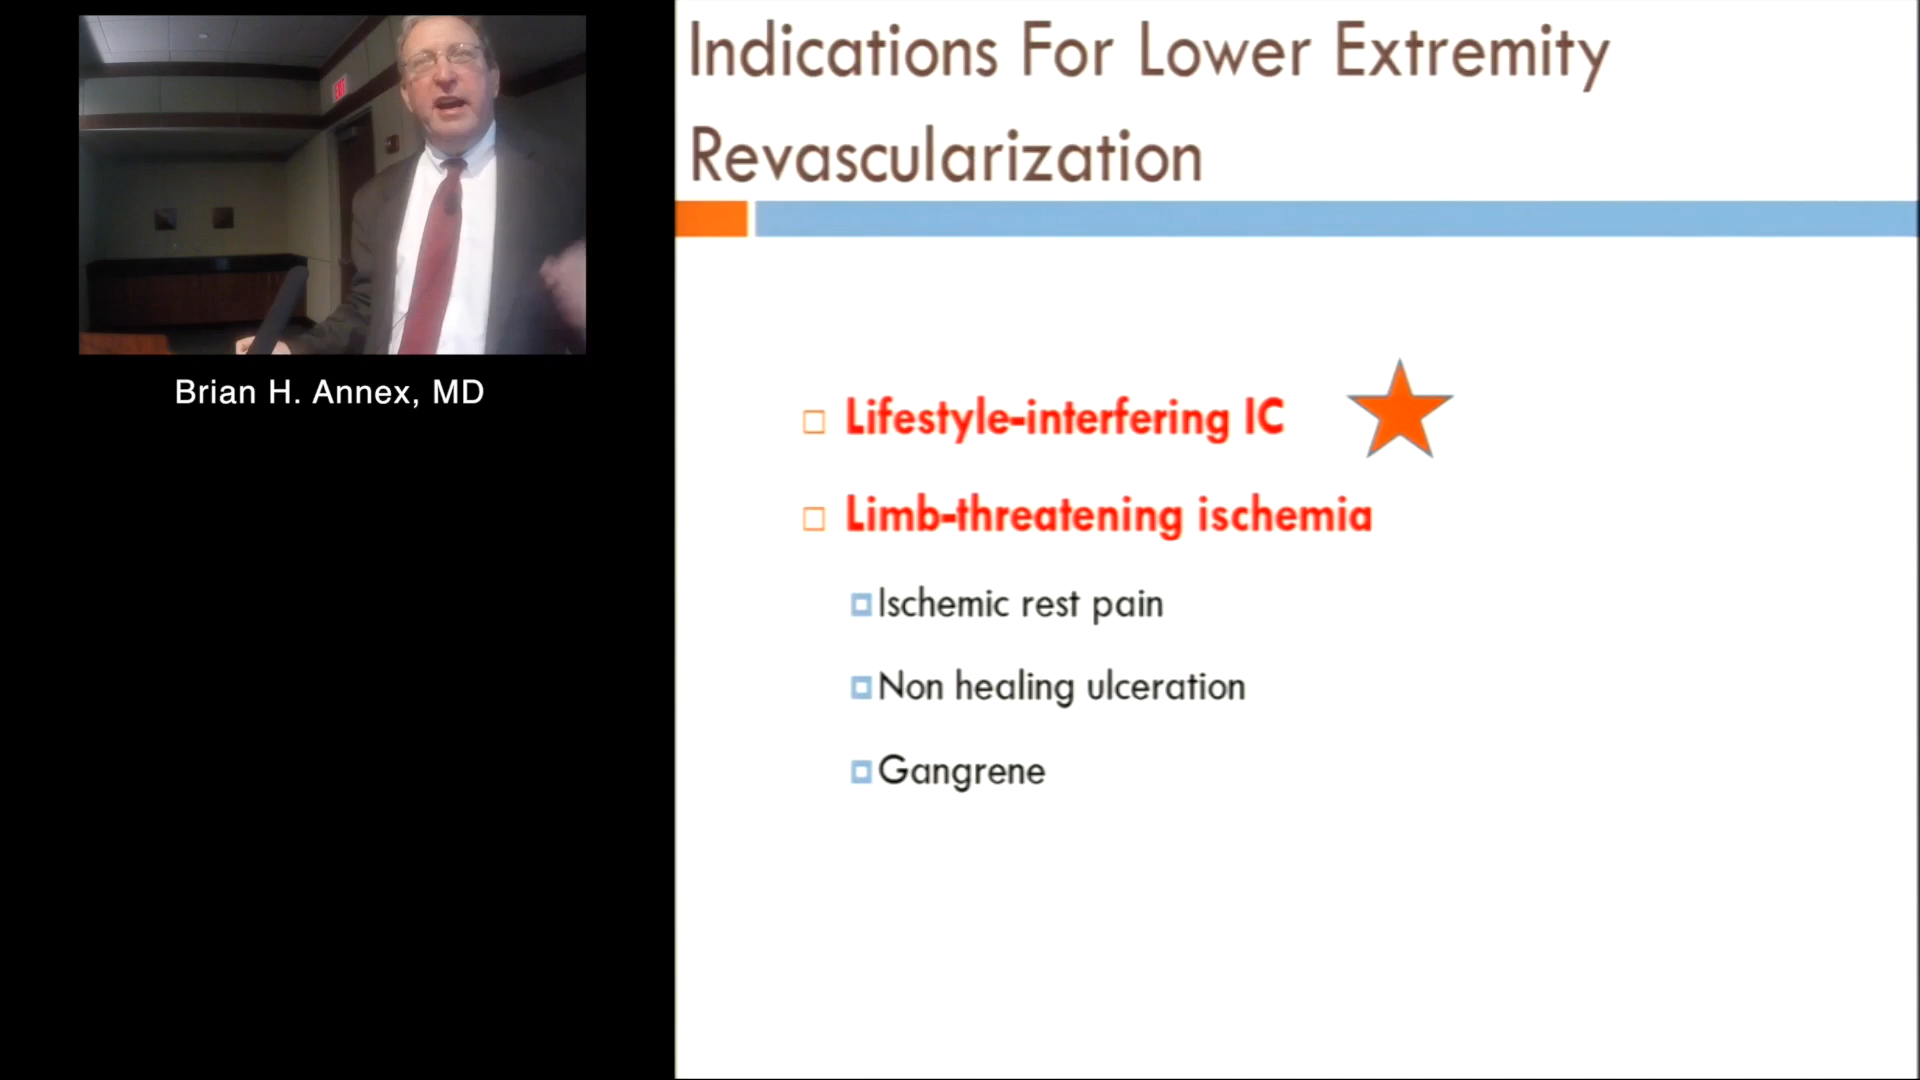 Indications For Lower Extremity
Revascularization
Brian H. Annex, MD
Lifestyle-interfering IC
Limb-threatening ischemia
Ischemic rest pain
Non healing ulceration
Gangrene